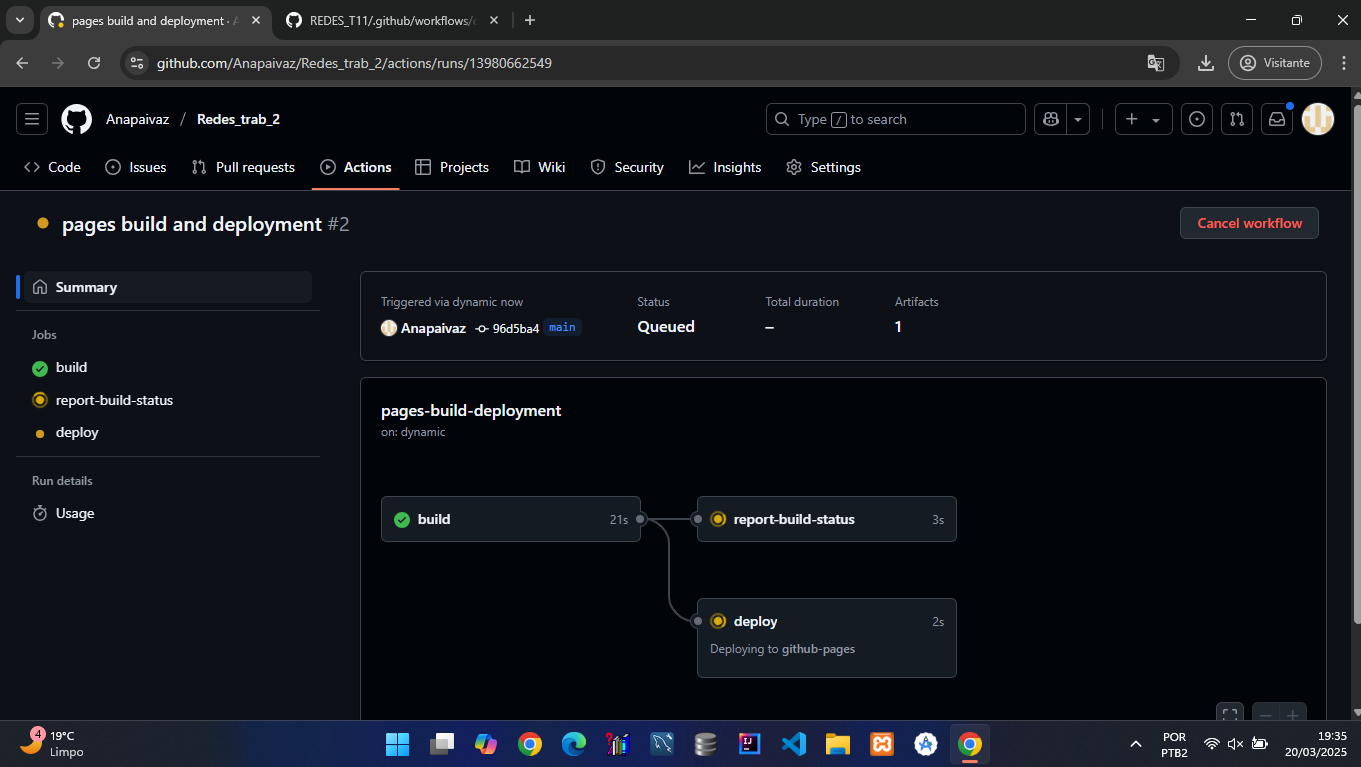 pages build and deployment · A
REDES_T11/.github/workflows/
github.com/Anapaivaz/Redes_trab_2/actions/runs/13980662549
Visitante
Anapaivaz / Redes_trab_2
Type / to search
Code
Issues
Pull requests
Actions
Projects
Wiki
Security
Insights
Settings
pages build and deployment #2
Cancel workflow
Summary
Jobs
build
report-build-status
deploy
Run details
Usage
Triggered via dynamic now
Anapaivaz 96d5ba4 main
Status
Queued
Total duration
–
Artifacts
1
pages-build-deployment
on: dynamic
build 21s
report-build-status 3s
deploy 2s
Deploying to github-pages
4
19°C
Limpo
POR
PTB2
19:35
20/03/2025